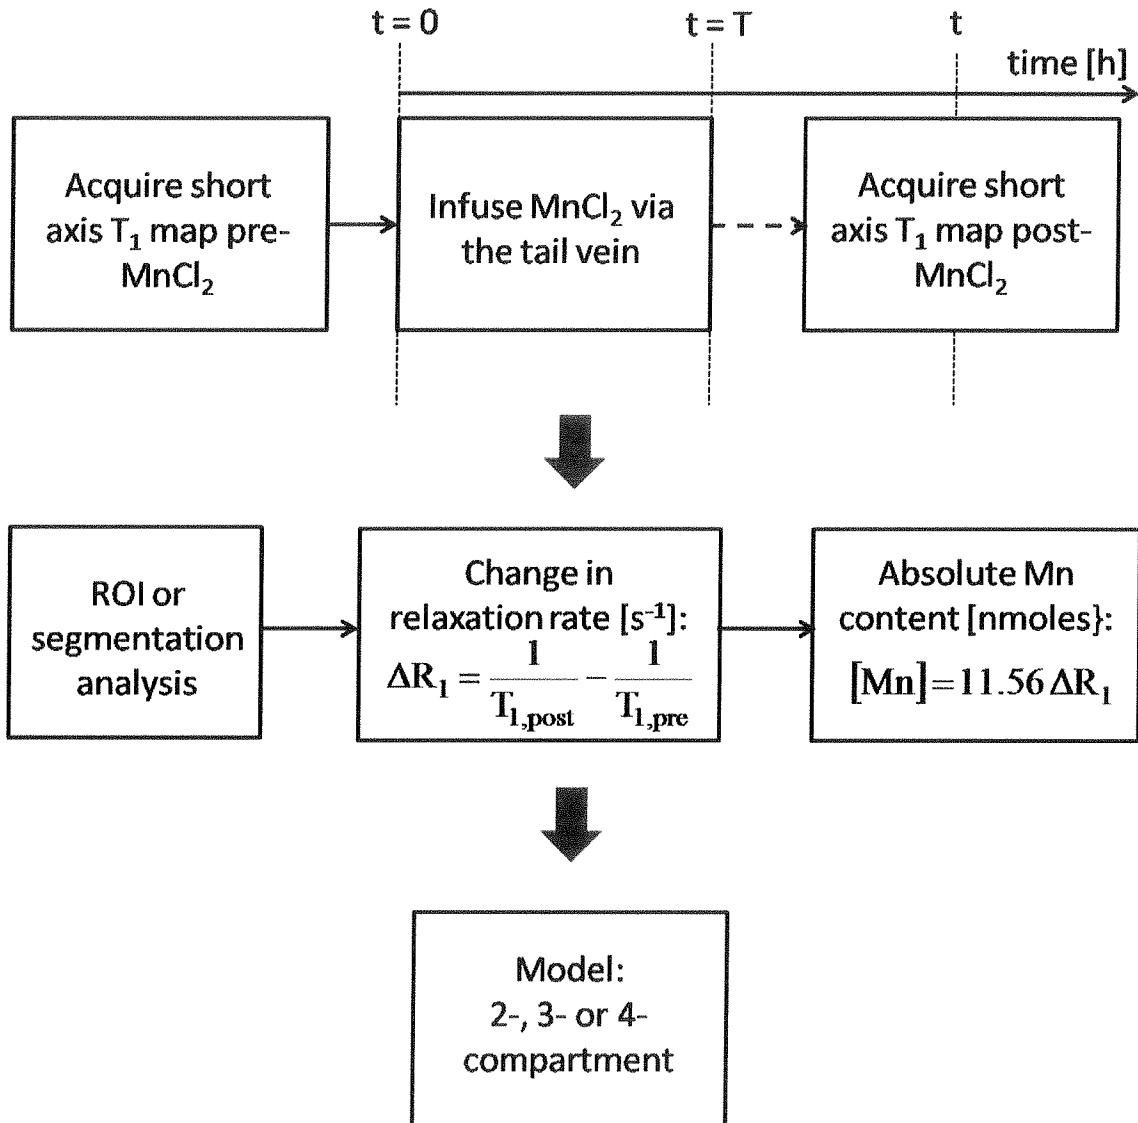 t = 0
t = T
t
time [h]
Acquire short
axis T₁ map pre-
MnCl₂
Infuse MnCl₂ via
the tail vein
Acquire short
axis T₁ map post-
MnCl₂
ROI or
segmentation
analysis
Change in
relaxation rate [s⁻¹]:
ΔR₁ = 1/T₁,post − 1/T₁,pre
Absolute Mn
content [nmoles}:
[Mn] = 11.56 ΔR₁
Model:
2-, 3- or 4-
compartment